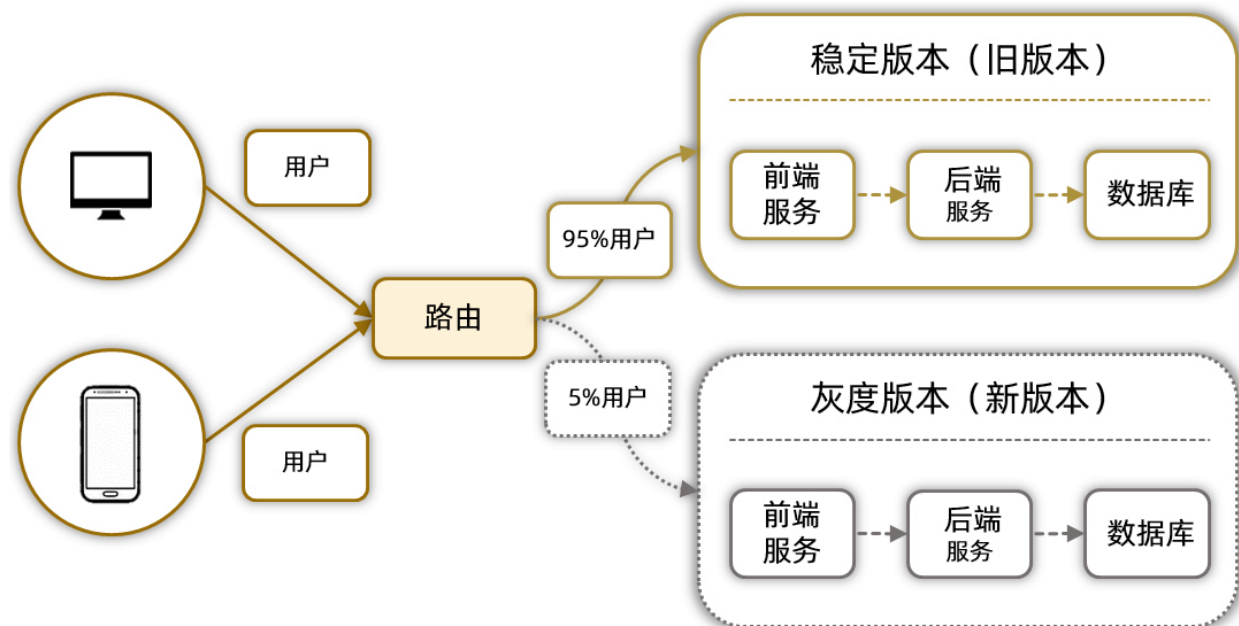 用户
用户
路由
95%用户
5%用户
稳定版本（旧版本）
前端
服务
后端
服务
数据库
灰度版本（新版本）
前端
服务
后端
服务
数据库